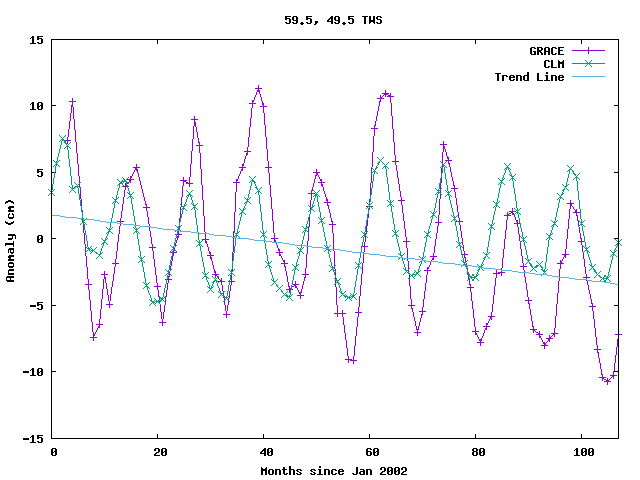 59.5, 49.5 TWS
GRACE
CLM
Trend Line
15
10
5
0
-5
-10
-15
Anomaly (cm)
0 20 40 60 80 100
Months since Jan 2002